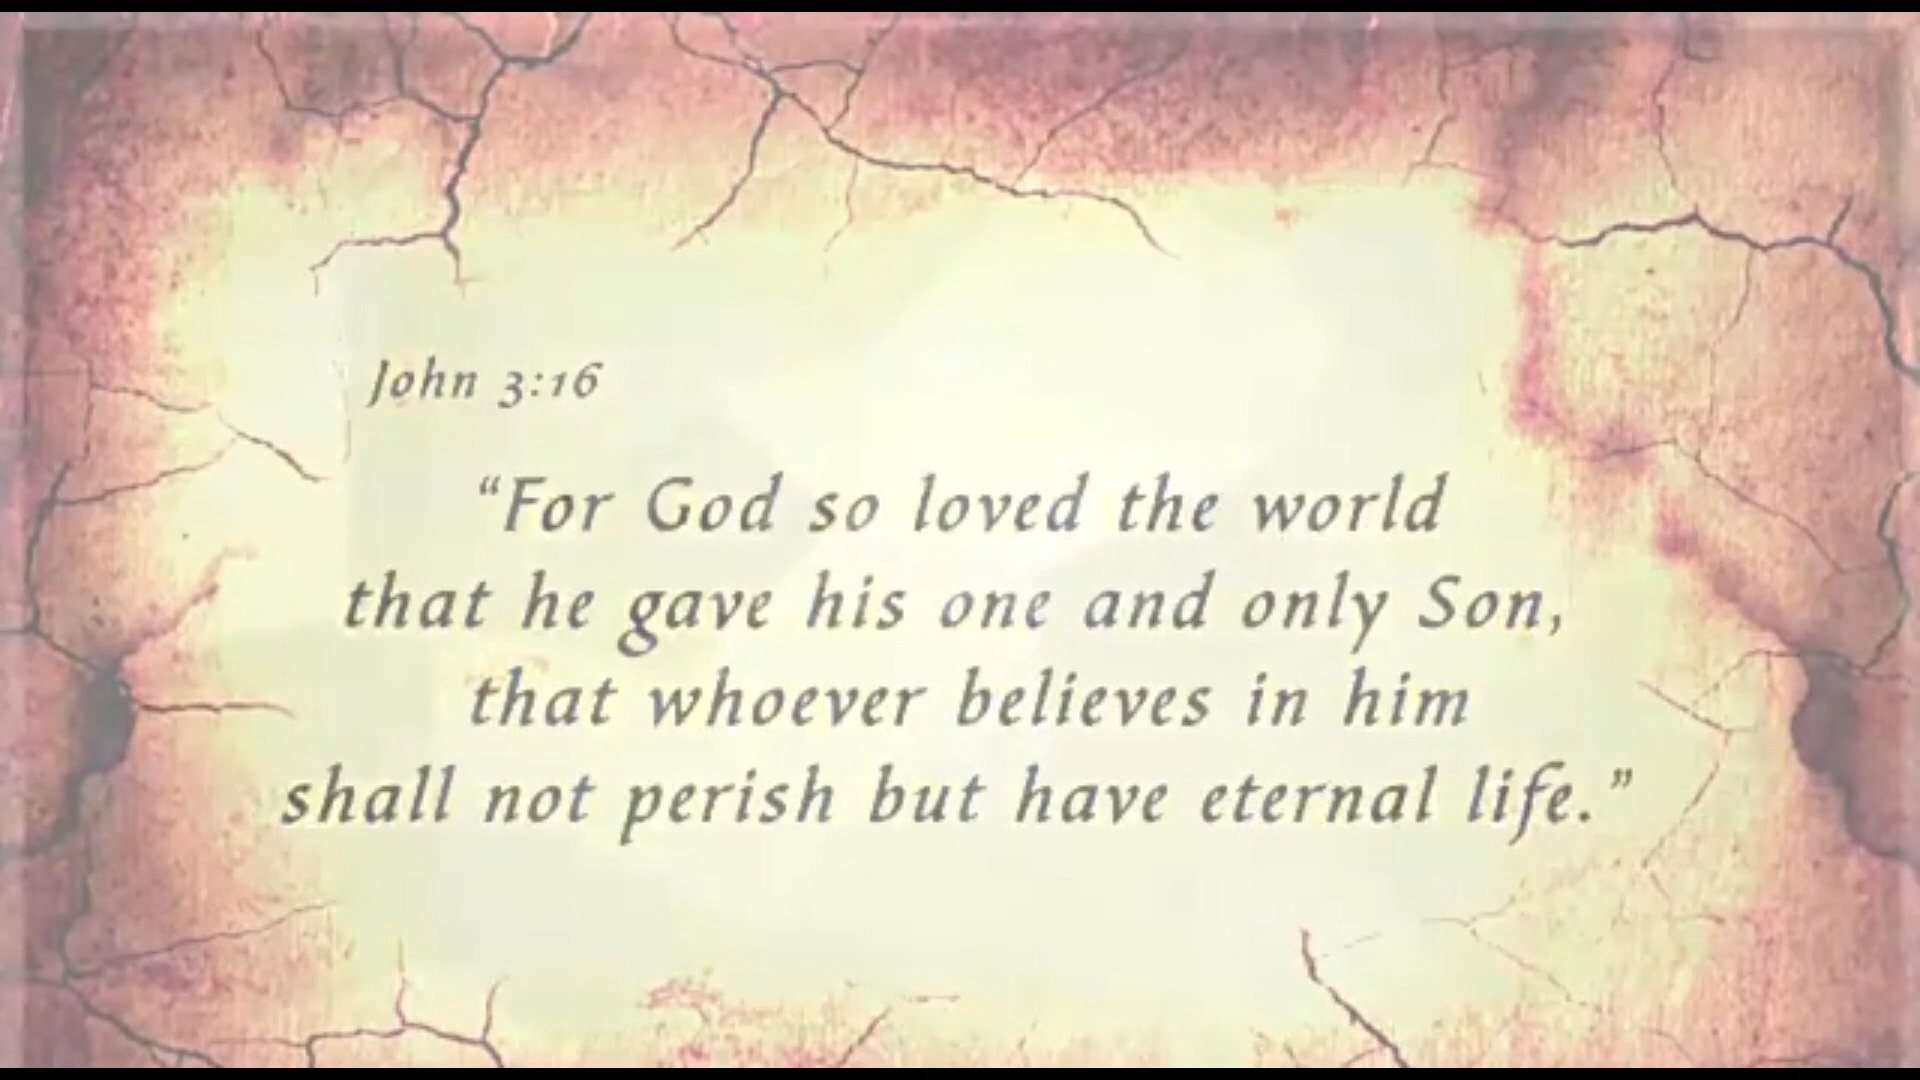 John 3:16
“For God so loved the world
that he gave his one and only Son,
that whoever believes in him
shall not perish but have eternal life.”